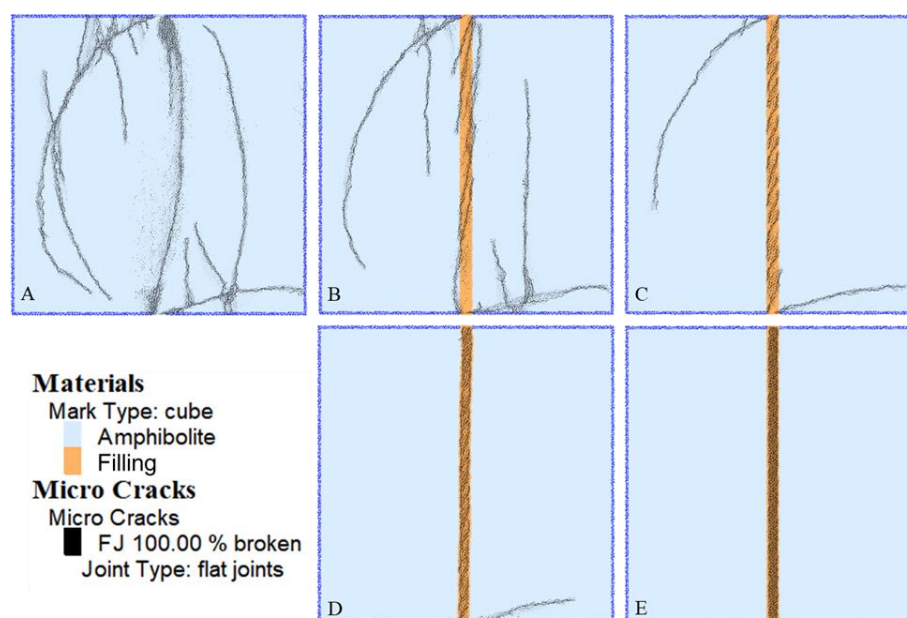 A
B
C
Materials
Mark Type: cube
Amphibolite
Filling
Micro Cracks
Micro Cracks
FJ 100.00 % broken
Joint Type: flat joints
D
E